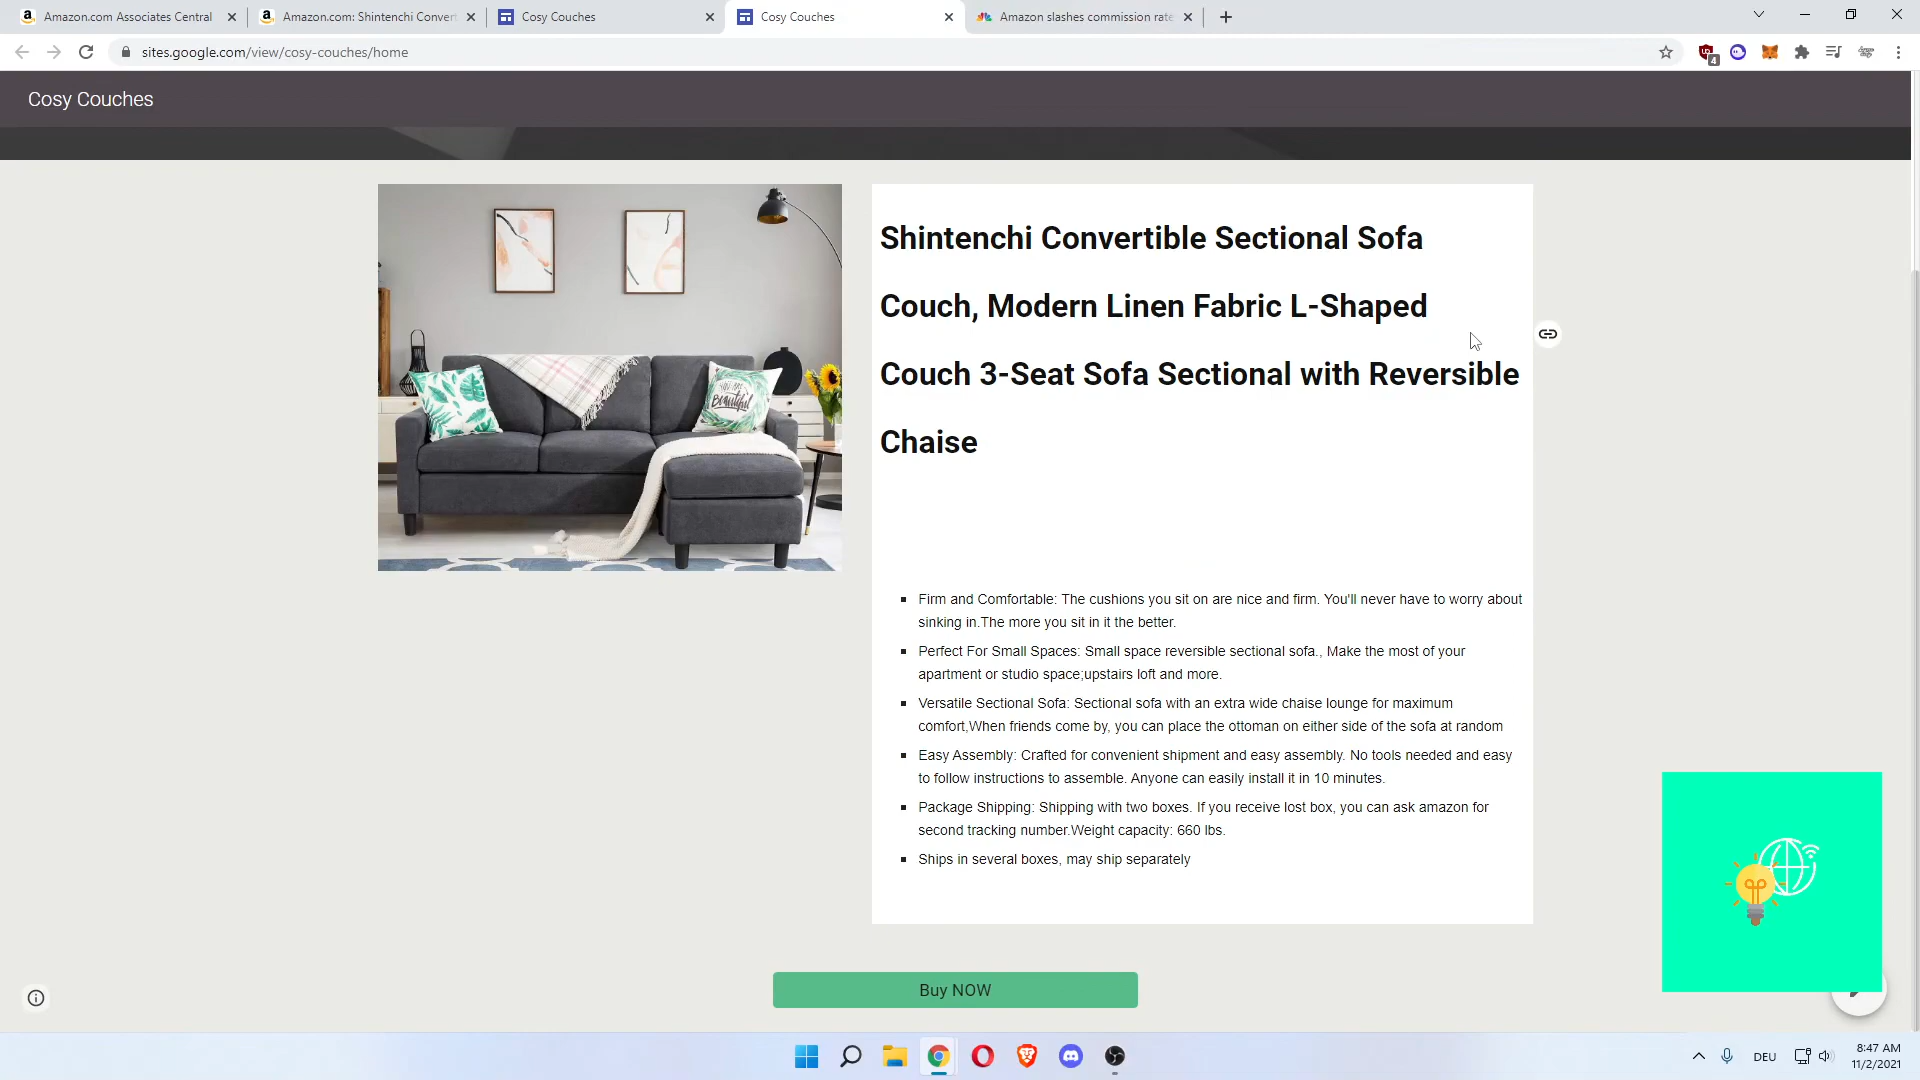 Amazon.com Associates Central
Amazon.com: Shintenchi Convert
Cosy Couches
Cosy Couches
Amazon slashes commission rate
sites.google.com/view/cosy-couches/home
4
Cosy Couches
Shintenchi Convertible Sectional Sofa
Couch, Modern Linen Fabric L-Shaped
Couch 3-Seat Sofa Sectional with Reversible
Chaise
YOU ARE
Beautiful
Firm and Comfortable: The cushions you sit on are nice and firm. You'll never have to worry about
sinking in.The more you sit in it the better.
Perfect For Small Spaces: Small space reversible sectional sofa., Make the most of your
apartment or studio space;upstairs loft and more.
Versatile Sectional Sofa: Sectional sofa with an extra wide chaise lounge for maximum
comfort,When friends come by, you can place the ottoman on either side of the sofa at random
Easy Assembly: Crafted for convenient shipment and easy assembly. No tools needed and easy
to follow instructions to assemble. Anyone can easily install it in 10 minutes.
Package Shipping: Shipping with two boxes. If you receive lost box, you can ask amazon for
second tracking number.Weight capacity: 660 lbs.
Ships in several boxes, may ship separately
Buy NOW
DEU
8:47 AM
11/2/2021